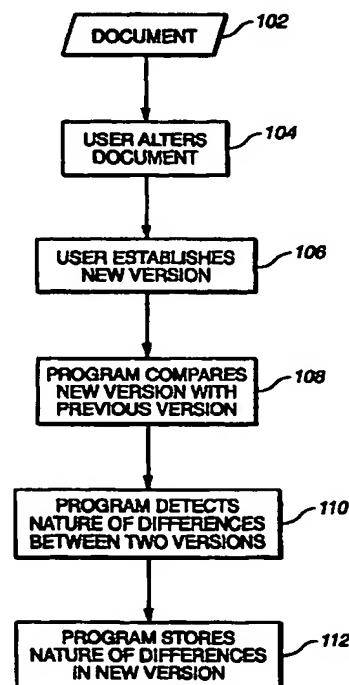 DOCUMENT
102
USER ALTERS
DOCUMENT
104
USER ESTABLISHES
NEW VERSION
106
PROGRAM COMPARES
NEW VERSION WITH
PREVIOUS VERSION
108
PROGRAM DETECTS
NATURE OF DIFFERENCES
BETWEEN TWO VERSIONS
110
PROGRAM STORES
NATURE OF DIFFERENCES
IN NEW VERSION
112